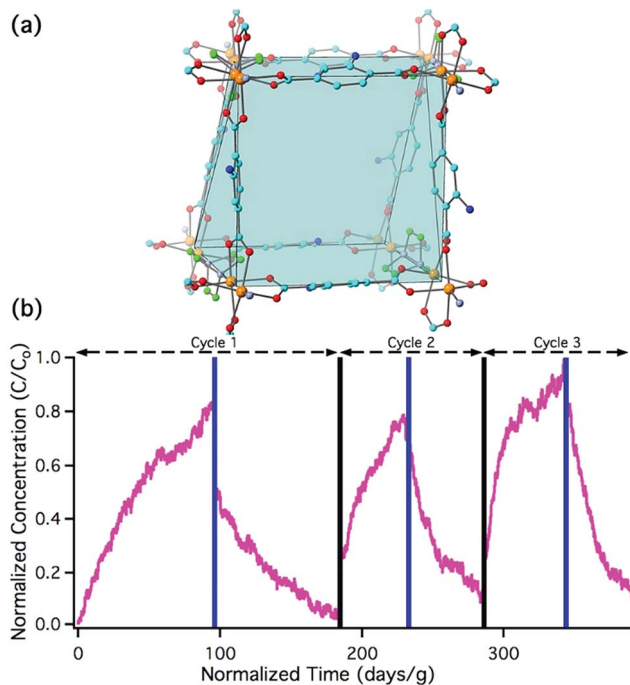 (a)
(b)
Cycle 1
Cycle 2
Cycle 3
Normalized Concentration (C/Co)
1.0
0.8
0.6
0.4
0.2
0.0
0
100
200
300
Normalized Time (days/g)